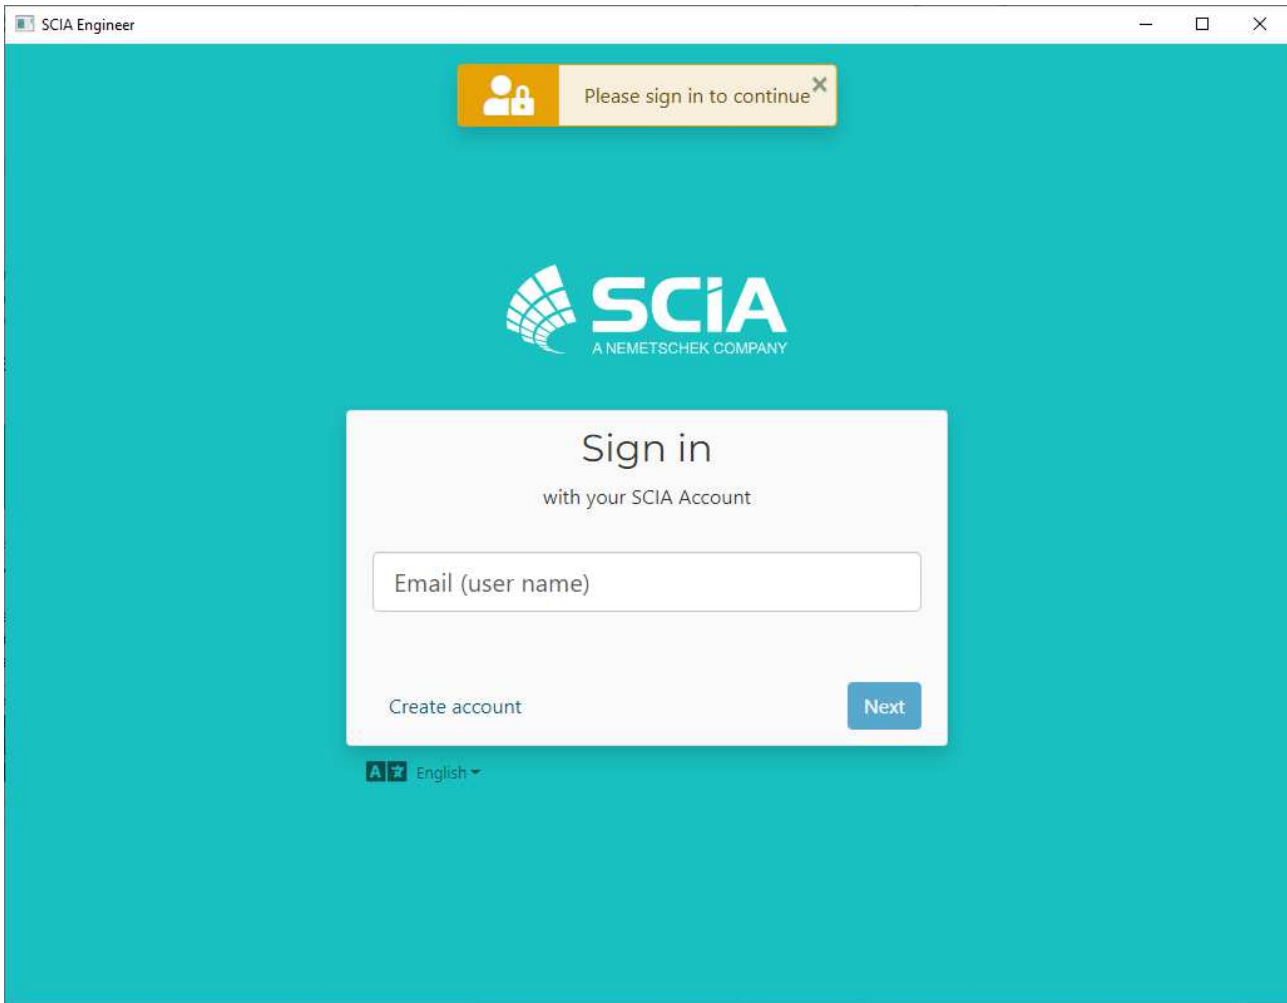 SCIA Engineer
Please sign in to continue
SCiA
A NEMETSCHEK COMPANY
Sign in
with your SCIA Account
Email (user name)
Create account
Next
English